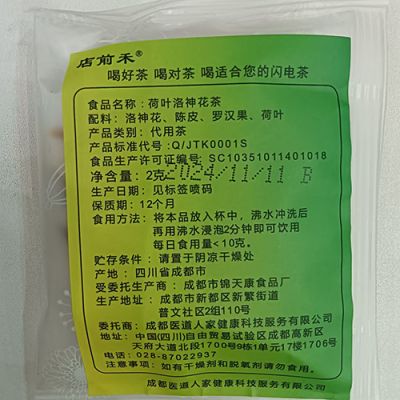 店前禾®
喝好茶 喝对茶 喝适合您的闪电茶
食品名称：荷叶洛神花茶
配料：洛神花、陈皮、罗汉果、荷叶
产品类别：代用茶
产品标准代号：Q/JTK0001S
食品生产许可证编号：SC10351011401018
净含量：2克
2024/11/11 B
生产日期：见标签喷码
保质期：12个月
食用方法：将本品放入杯中，沸水冲洗后
再用沸水浸泡2分钟即可饮用
每日食用量<10克。
贮存条件：请置于阴凉干燥处
产地：四川省成都市
受委托生产商：成都市锦天康食品厂
生产地址：成都市新都区新繁街道
普文社区2组110号
委托商：成都医道人家健康科技服务有限公司
地址：中国(四川)自由贸易试验区成都高新区
天府大道北段1700号9栋1单元17楼1706号
电话：028-87022937
注意事项：如有干燥剂和脱氧剂请勿食用。
成都医道人家健康科技服务有限公司